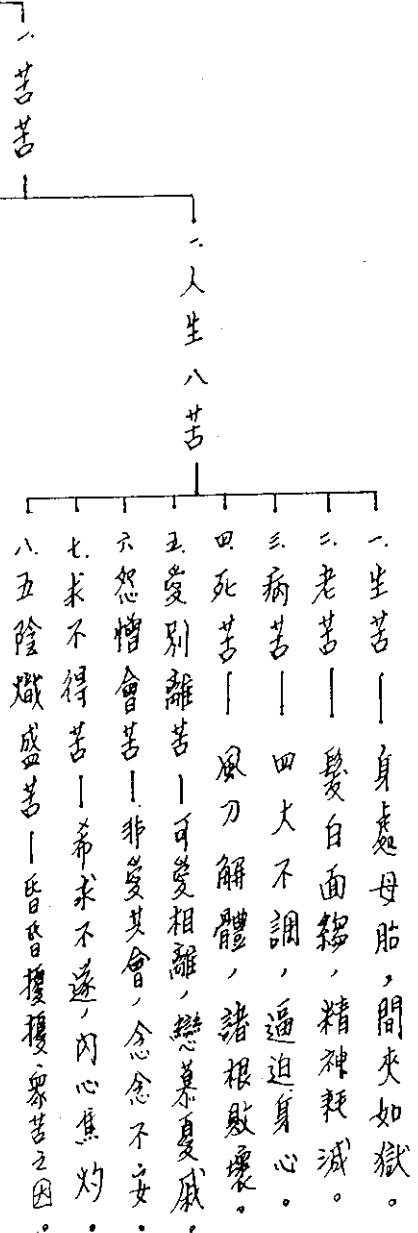 一. 苦苦
一. 人生八苦
一. 生苦—身處母胎,間夾如獄。
二. 老苦—髮白面縐,精神耗減。
三. 病苦—四大不調,逼迫身心。
四. 死苦—風刀解體,諸根敗壞。
五. 愛別離苦—可愛相離,戀慕憂戚。
六. 怨憎會苦—非愛共會,念念不安。
七. 求不得苦—希求不遂,內心焦灼。
八. 五陰熾盛苦—昏昏擾擾眾苦之因。